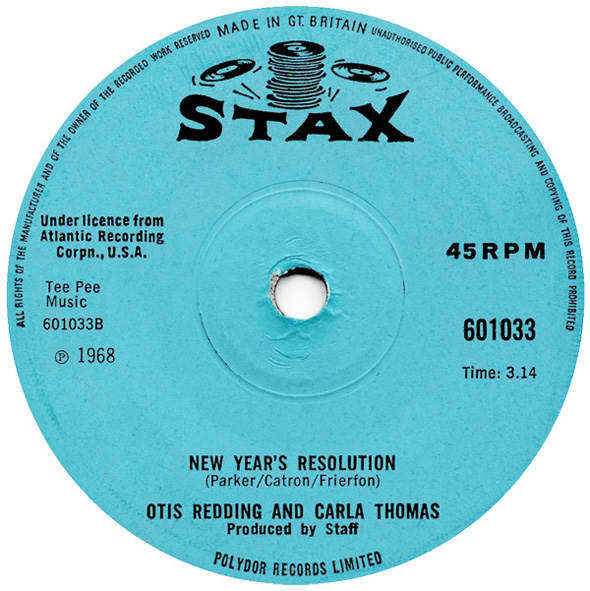 ALL RIGHTS OF THE MANUFACTURER AND OF THE OWNER OF THE RECORDED WORK RESERVED MADE IN GT. BRITAIN UNAUTHORISED PUBLIC PERFORMANCE BROADCASTING AND COPYING OF THIS RECORD PROHIBITED
STAX
Under licence from
Atlantic Recording
Corpn., U.S.A.
Tee Pee
Music
601033B
℗ 1968
45 RPM
601033
Time: 3.14
NEW YEAR'S RESOLUTION
(Parker/Catron/Frierfon)
OTIS REDDING AND CARLA THOMAS
Produced by Staff
POLYDOR RECORDS LIMITED